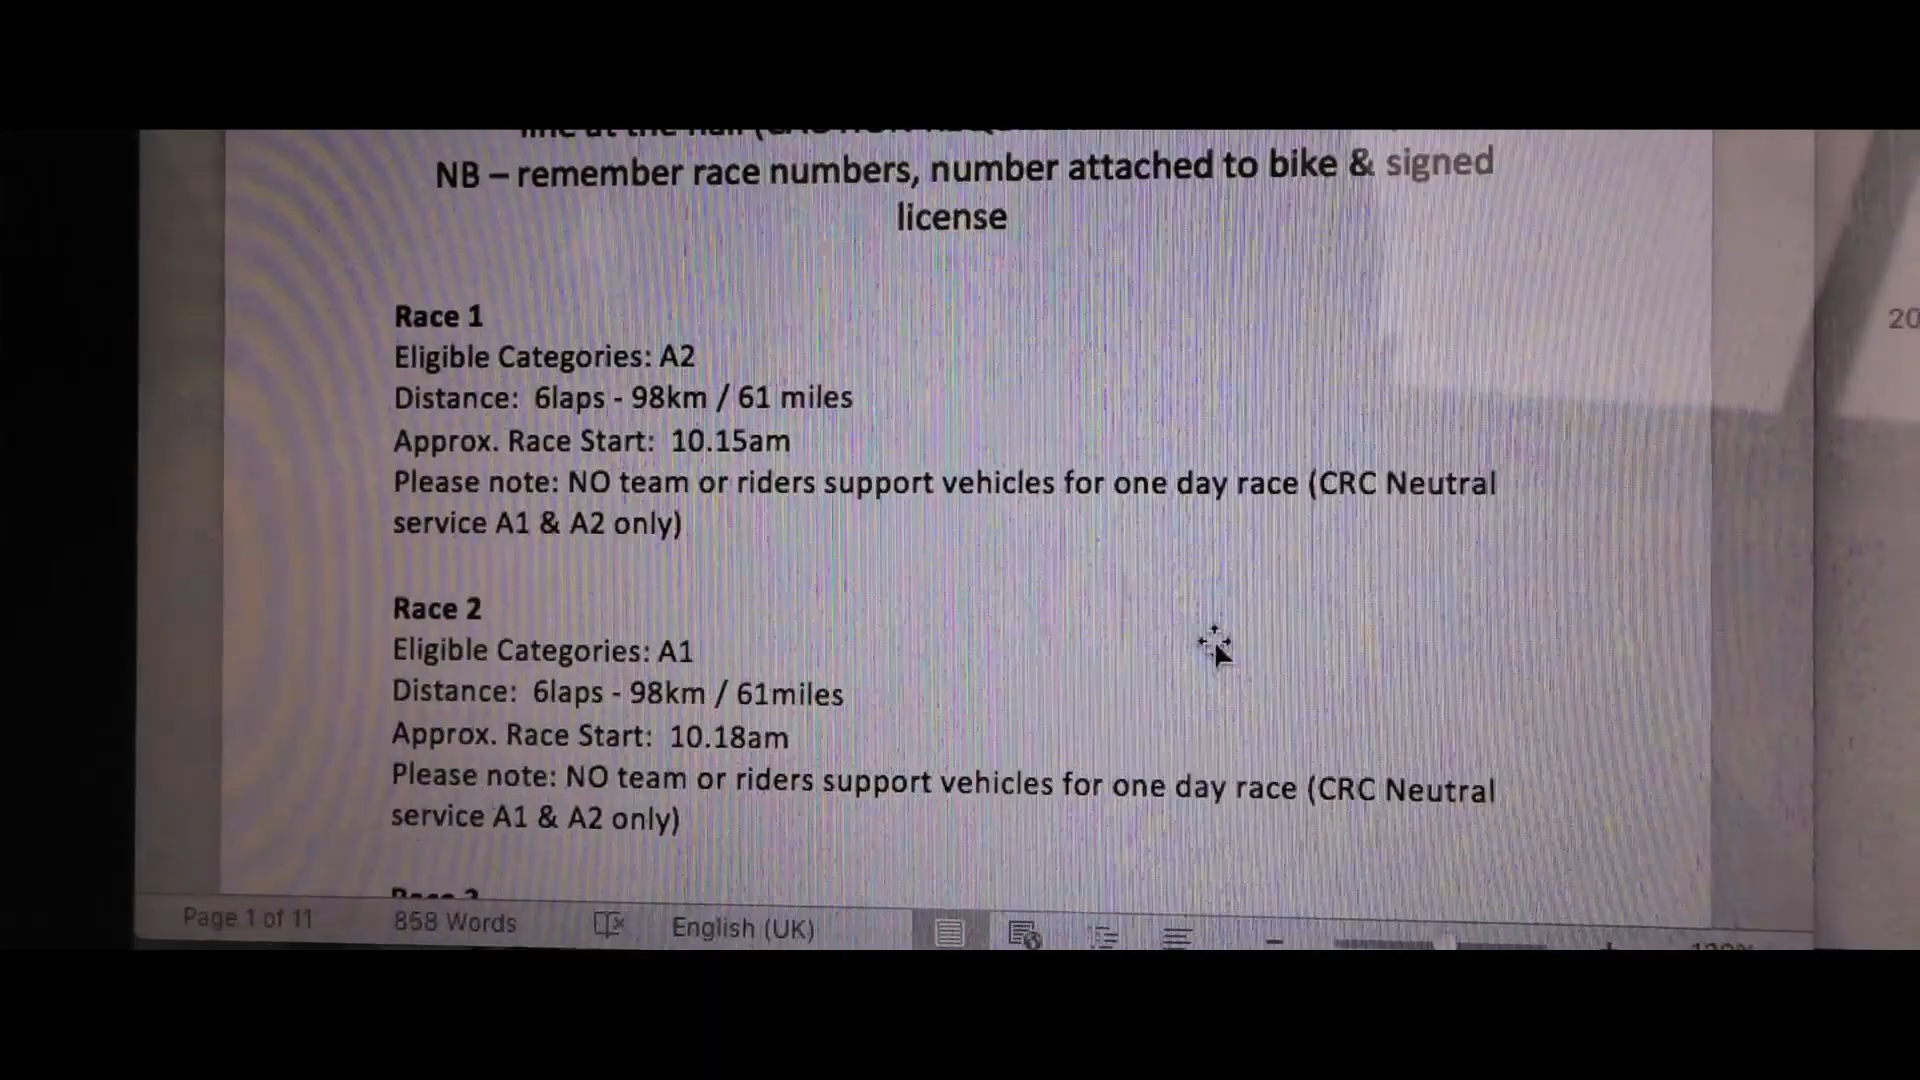 NB – remember race numbers, number attached to bike & signed
license
Race 1
Eligible Categories: A2
Distance:  6laps - 98km / 61 miles
Approx. Race Start:  10.15am
Please note: NO team or riders support vehicles for one day race (CRC Neutral
service A1 & A2 only)
Race 2
Eligible Categories: A1
Distance:  6laps - 98km / 61miles
Approx. Race Start:  10.18am
Please note: NO team or riders support vehicles for one day race (CRC Neutral
service A1 & A2 only)
Page 1 of 11
858 Words
English (UK)